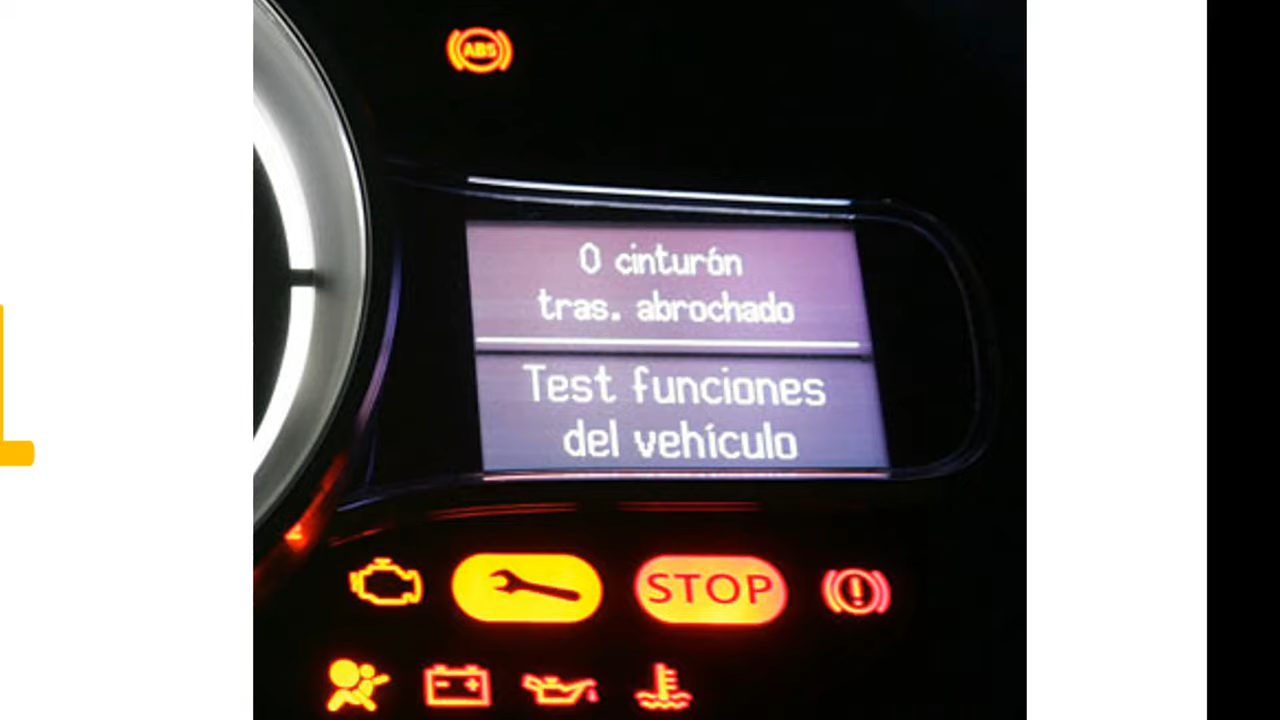 ABS
0 cinturón
tras. abrochado
Test funciones
del vehículo
STOP